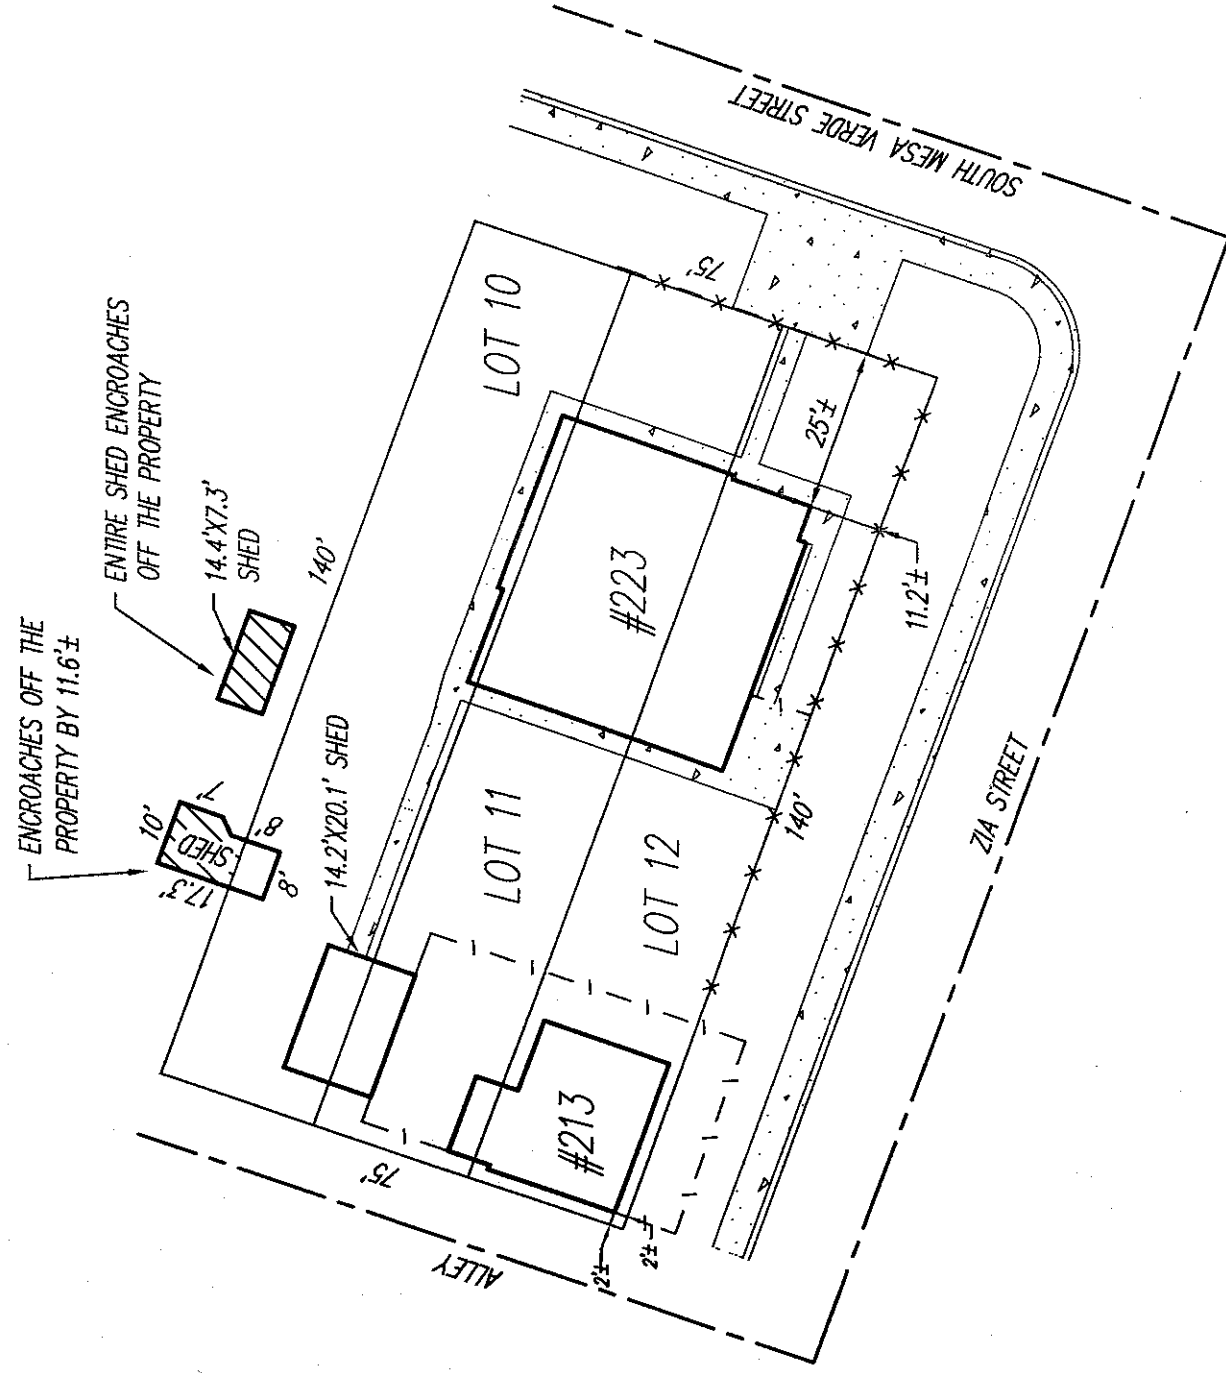 ENCROACHES OFF THE
PROPERTY BY 11.6'±
ENTIRE SHED ENCROACHES
OFF THE PROPERTY
14.4'X7.3'
SHED
140'
10'
7'
SHED
8'
17.3'
8'
14.2'X20.1' SHED
LOT 10
75'
SOUTH MESA VERDE STREET
25'±
#223
11.2'±
LOT 11
LOT 12
140'
ZIA STREET
#213
75'
ALLEY
2'±
2'±